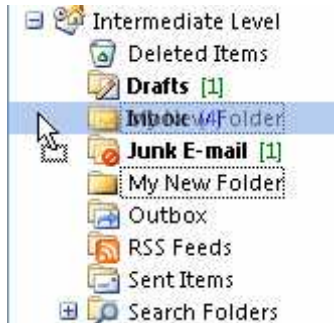 Intermediate Level
Deleted Items
Drafts [1]
Junk E-mail [1]
My New Folder
Outbox
RSS Feeds
Sent Items
Search Folders